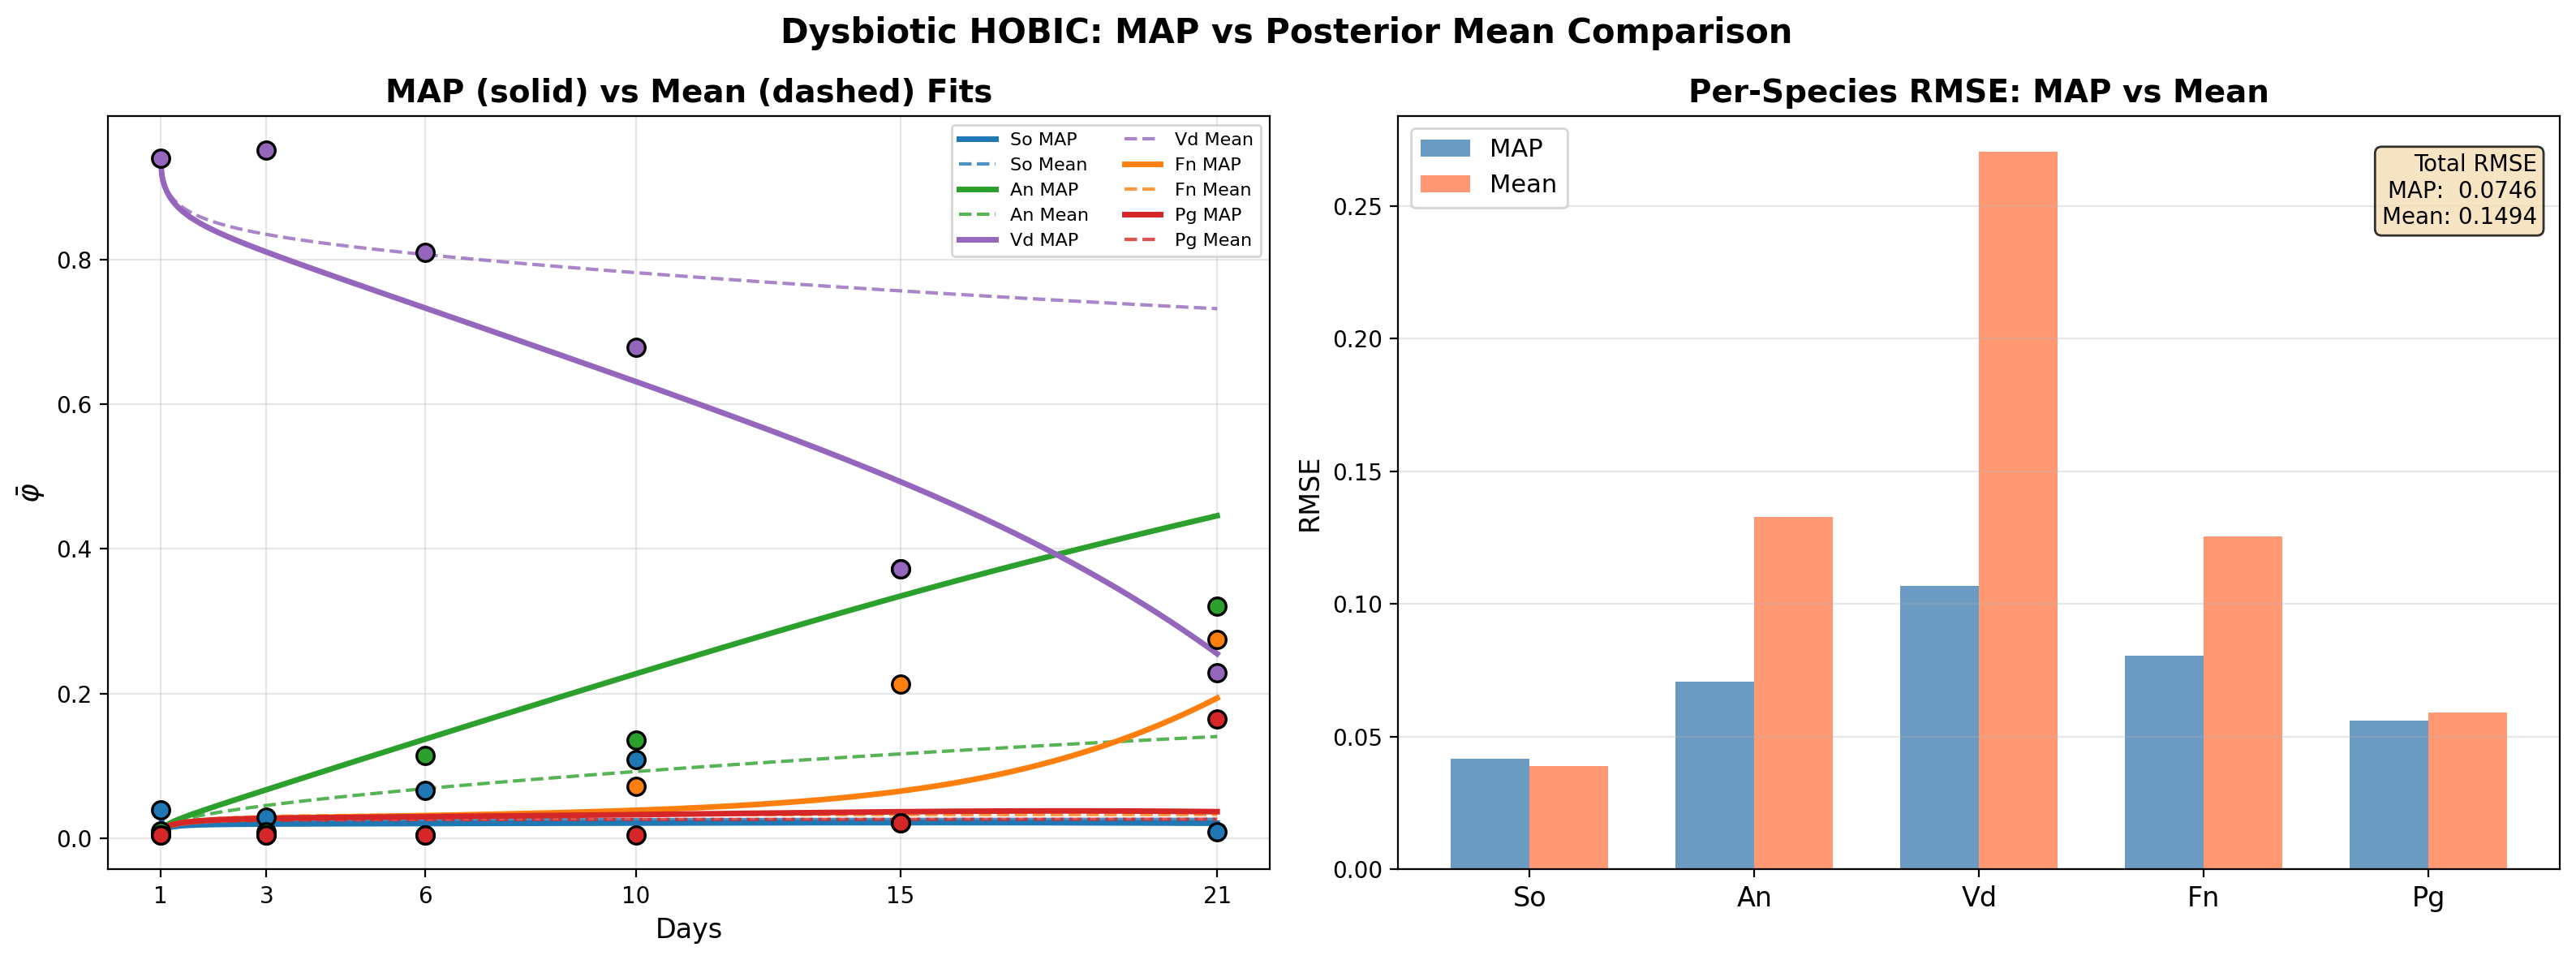 Dysbiotic HOBIC: MAP vs Posterior Mean Comparison
MAP (solid) vs Mean (dashed) Fits
So MAP
So Mean
An MAP
An Mean
Vd MAP
Vd Mean
Fn MAP
Fn Mean
Pg MAP
Pg Mean
0.8
0.6
0.4
0.2
0.0
φ̄
1 3 6 10 15 21
Days
Per-Species RMSE: MAP vs Mean
MAP
Mean
Total RMSE
MAP: 0.0746
Mean: 0.1494
0.25
0.20
0.15
0.10
0.05
0.00
RMSE
So An Vd Fn Pg